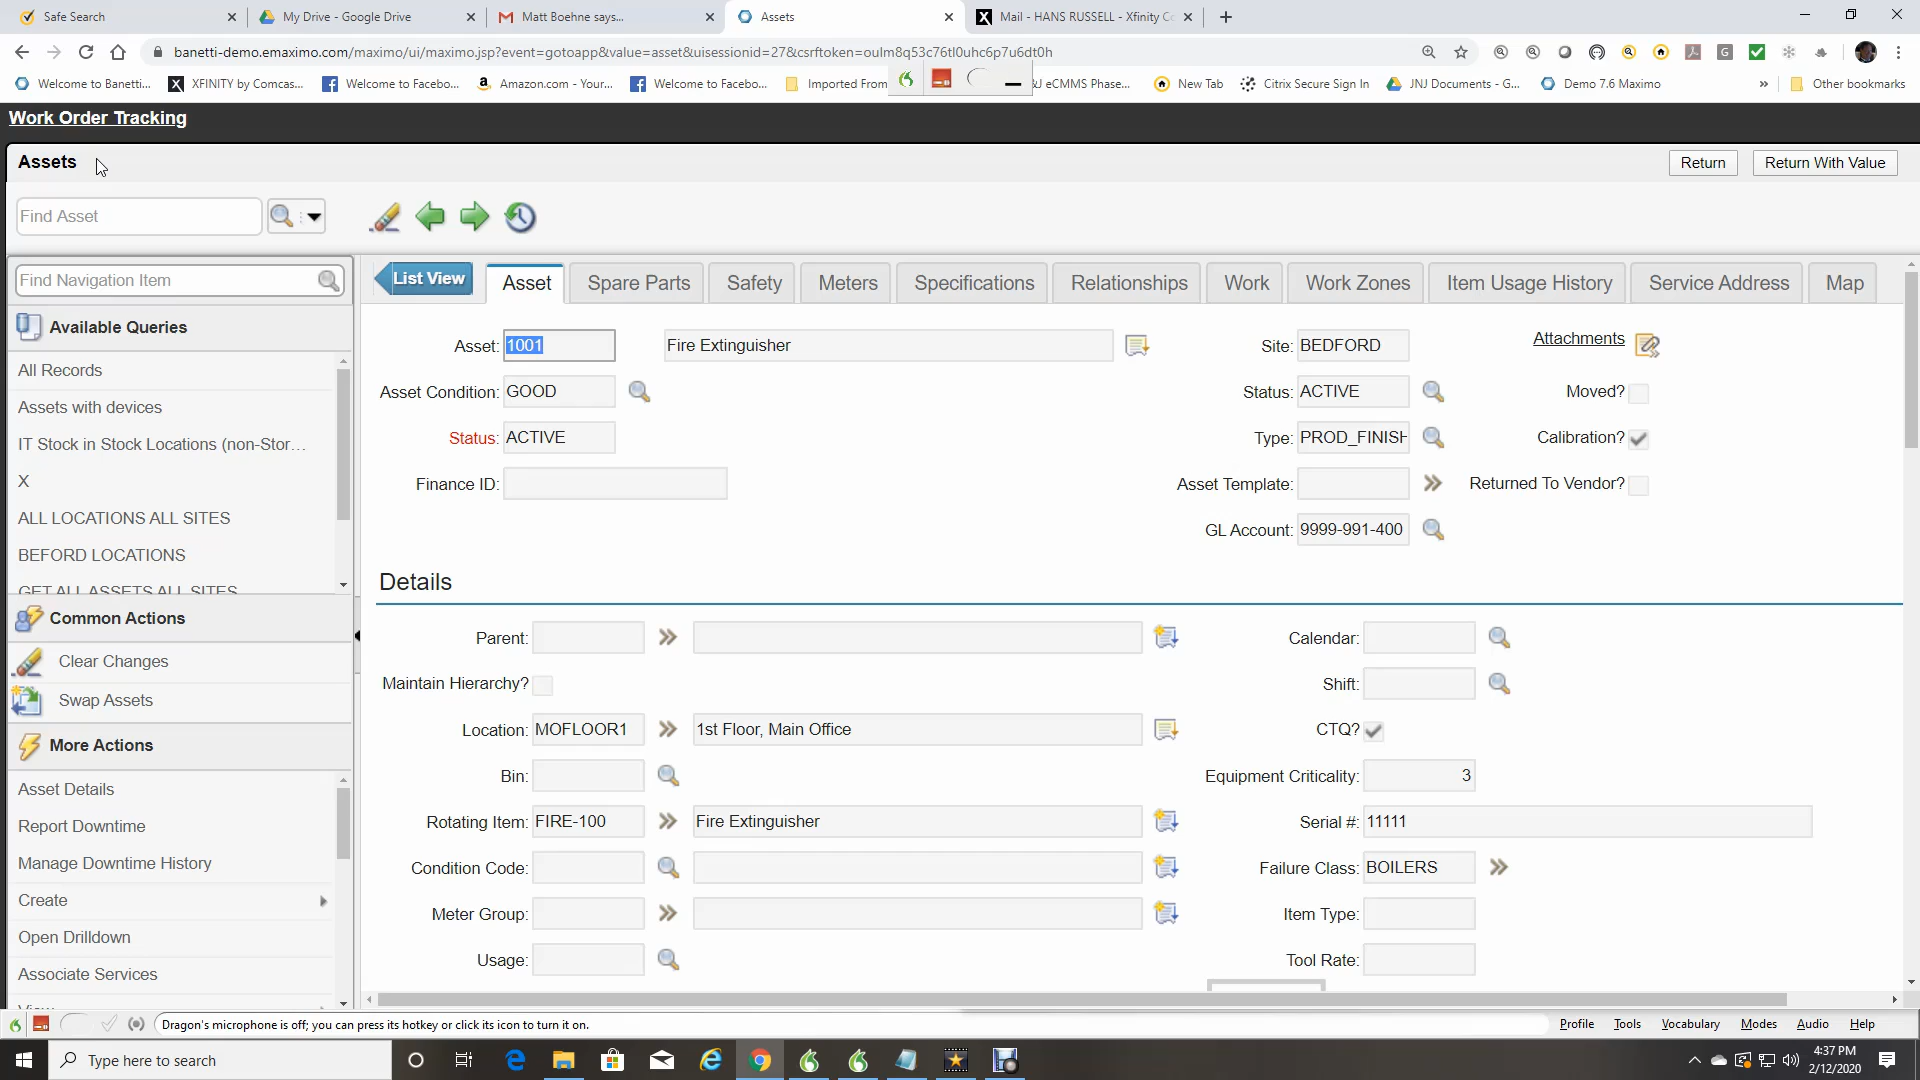 Safe Search
My Drive - Google Drive
Matt Boehne says...
Assets
Mail - HANS RUSSELL - Xfinity Co
banetti-demo.emaximo.com/maximo/ui/maximo.jsp?event=gotoapp&value=asset&uisessionid=27&csrftoken=oulm8q53c76tl0uhc6p7u6dt0h
Welcome to Banetti...
XFINITY by Comcas...
Welcome to Facebo...
Amazon.com - Your...
Welcome to Facebo...
Imported From
&J eCMMS Phase...
New Tab
Citrix Secure Sign In
JNJ Documents - G...
Demo 7.6 Maximo
Other bookmarks
Work Order Tracking
Assets
Return
Return With Value
Find Asset
Find Navigation Item
List View
Asset
Spare Parts
Safety
Meters
Specifications
Relationships
Work
Work Zones
Item Usage History
Service Address
Map
Available Queries
All Records
Assets with devices
IT Stock in Stock Locations (non-Stor...
X
ALL LOCATIONS ALL SITES
BEFORD LOCATIONS
GET ALL ASSETS ALL SITES
Common Actions
Clear Changes
Swap Assets
More Actions
Asset Details
Report Downtime
Manage Downtime History
Create
Open Drilldown
Associate Services
View
Asset: 1001 Fire Extinguisher
Asset Condition: GOOD
Status: ACTIVE
Finance ID:
Site: BEDFORD
Status: ACTIVE
Type: PROD_FINISH
Asset Template:
GL Account: 9999-991-400
Attachments
Moved?
Calibration?
Returned To Vendor?
Details
Parent:
Maintain Hierarchy?
Location: MOFLOOR1 1st Floor, Main Office
Bin:
Rotating Item: FIRE-100 Fire Extinguisher
Condition Code:
Meter Group:
Usage:
Calendar:
Shift:
CTQ?
Equipment Criticality: 3
Serial #: 11111
Failure Class: BOILERS
Item Type:
Tool Rate:
Dragon's microphone is off; you can press its hotkey or click its icon to turn it on.
Profile Tools Vocabulary Modes Audio Help
Type here to search
4:37 PM
2/12/2020